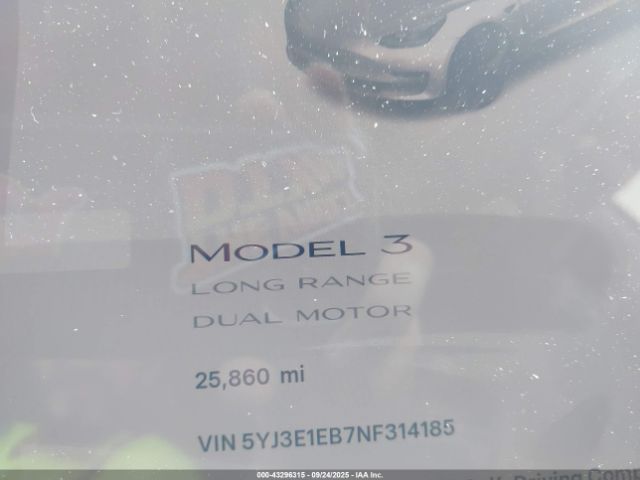 MODEL 3
LONG RANGE
DUAL MOTOR
25,860 mi
VIN 5YJ3E1EB7NF314185
000-43296315 - 09/24/2025 - IAA Inc.